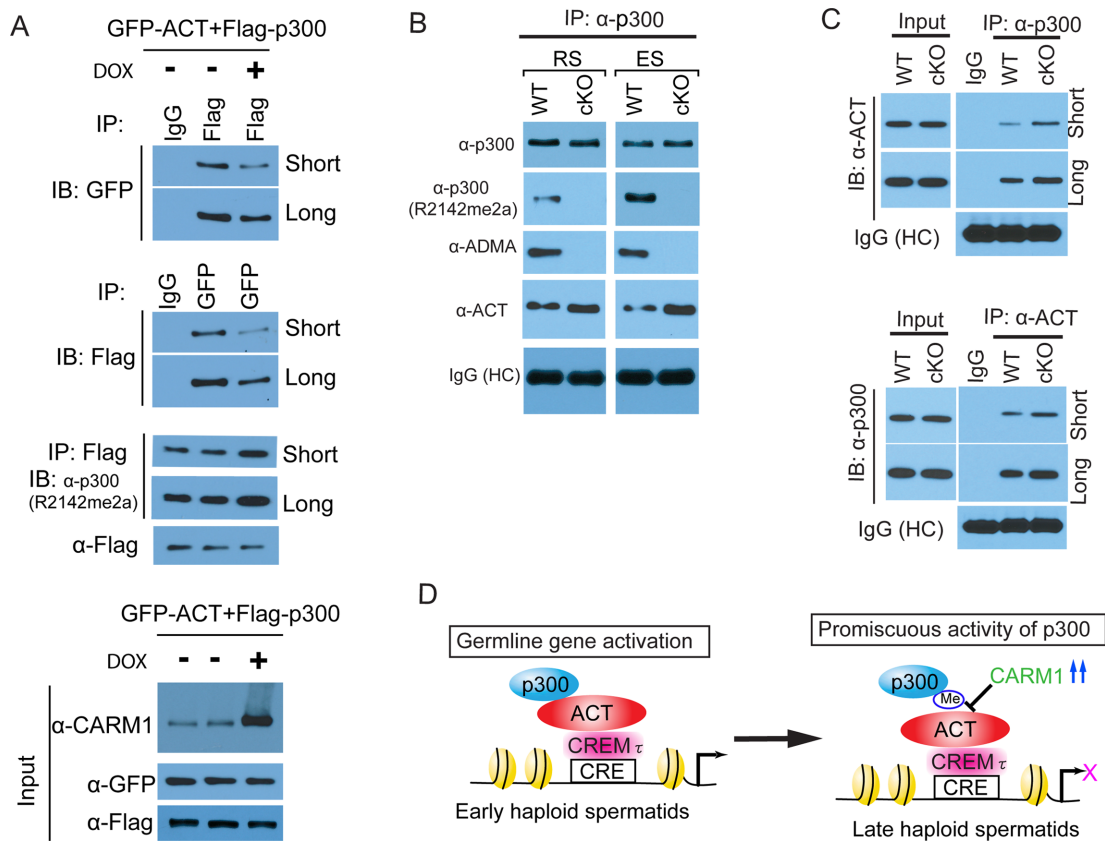 A
GFP-ACT+Flag-p300
DOX - - +
IP: IgG Flag Flag
IB: GFP
Short
Long
IP: IgG GFP GFP
IB: Flag
Short
Long
IP: Flag
IB: α-p300
(R2142me2a)
Short
Long
α-Flag
GFP-ACT+Flag-p300
DOX - - +
Input
α-CARM1
α-GFP
α-Flag
B
IP: α-p300
RS ES
WT cKO WT cKO
α-p300
α-p300
(R2142me2a)
α-ADMA
α-ACT
IgG (HC)
C
Input IP: α-p300
WT cKO IgG WT cKO
IB: α-ACT
Short
Long
IgG (HC)
Input IP: α-ACT
WT cKO IgG WT cKO
IB: α-p300
Short
Long
IgG (HC)
D
Germline gene activation
p300
ACT
CREM τ
CRE
Early haploid spermatids
Promiscuous activity of p300
p300
CARM1
Me
ACT
CREM τ
CRE
X
Late haploid spermatids